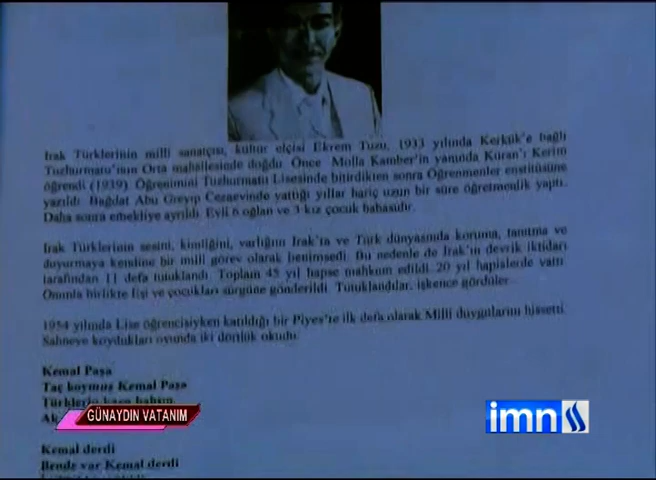 Irak Türklerinin milli sanatçısı, kültür elçisi Ekrem Tuzu, 1933 yılında Kerkük'e bağlı
Tuzhurmatu'nun Orta mahallesinde doğdu. Önce Molla Kamber'in yanında Kuran'ı Kerim
öğrendi (1939). Öğrenimini Tuzhurmatu Lisesinde bitirdikten sonra Öğretmenler enstitüsüne
yazıldı. Bağdat Abu Greyip Cezaevinde yattığı yıllar hariç uzun bir süre öğretmenlik yaptı.
Daha sonra emekliye ayrıldı. Evli 6 oğlan ve 3 kız çocuk babasıdır.
Irak Türklerinin sesini, kimliğini, varlığını Irak'ta ve Türk dünyasında koruma, tanıtma ve
duyurmaya kendine bir milli görev olarak benimsedi. Bu nedenle de Irak'ın devrik iktidarı
tarafından 11 defa tutuklandı. Toplam 45 yıl hapse mahkum edildi. 20 yıl hapislerde yattı.
Onunla birlikte eşi ve çocukları sürgüne gönderildi. Tutuklandılar, işkence gördüler.
1954 yılında Lise öğrencisiyken katıldığı bir Piyes'te ilk defa olarak Milli duygularını hissetti.
Sahneye koydukları oyunda iki dörtlük okudu.
Kemal Paşa
Taç koymuş Kemal Paşa
GÜNAYDIN VATANIM
imn
Kemal derdi
Bende var Kemal derdi